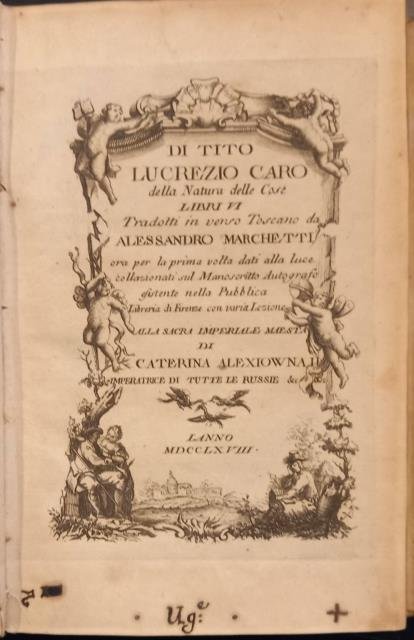 DI TITO
LUCREZIO CARO
della Natura delle Cose
LIBRI VI
Tradotti in verso Toscano da
ALESSANDRO MARCHETTI
ora per la prima volta dati alla luce
collazionati sul Manoscritto Autografo
esistente nella Pubblica
Libreria di Firenze con varia Lezione
ALLA SACRA IMPERIALE MAESTÀ
DI
CATERINA ALEXIOWNA II
IMPERATRICE DI TUTTE LE RUSSIE &c. &c.
L'ANNO
MDCCLXVIII.
· Ug.e · +